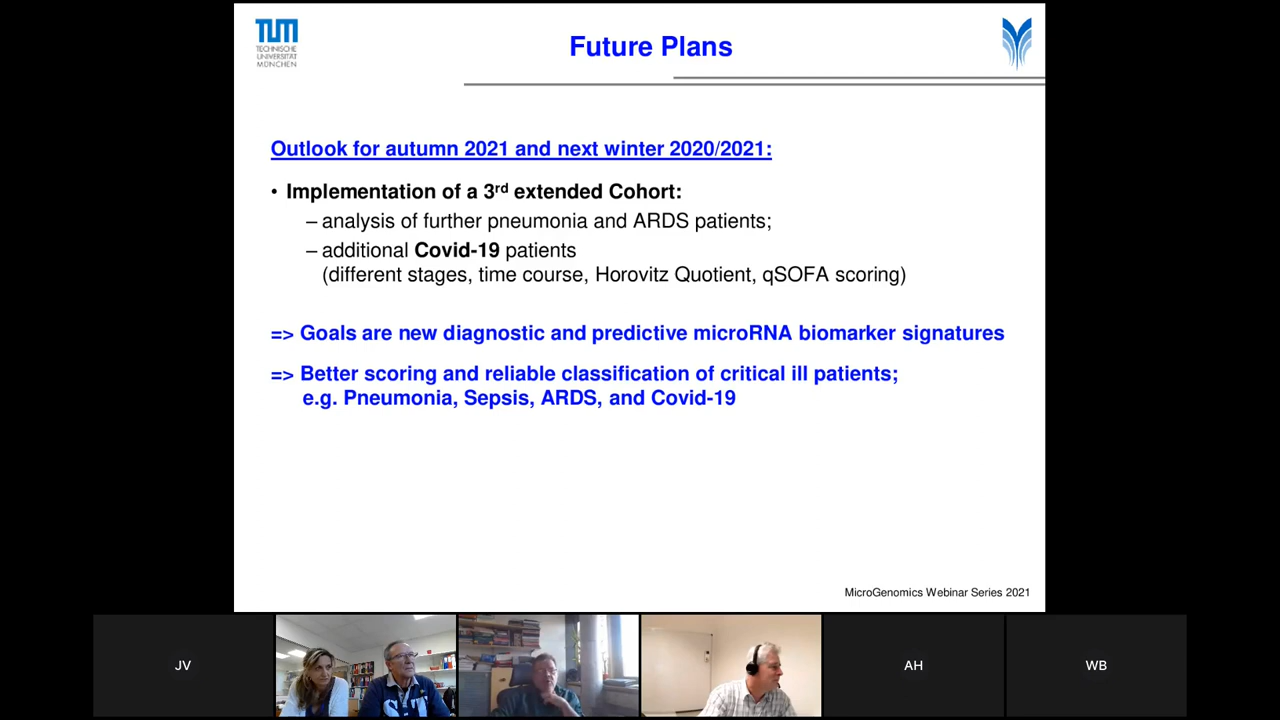 TUM
TECHNISCHE
UNIVERSITÄT
MÜNCHEN
Future Plans
Outlook for autumn 2021 and next winter 2020/2021:
• Implementation of a 3rd extended Cohort:
– analysis of further pneumonia and ARDS patients;
– additional Covid-19 patients
(different stages, time course, Horovitz Quotient, qSOFA scoring)
=> Goals are new diagnostic and predictive microRNA biomarker signatures
=> Better scoring and reliable classification of critical ill patients;
e.g. Pneumonia, Sepsis, ARDS, and Covid-19
MicroGenomics Webinar Series 2021
JV
AH
WB